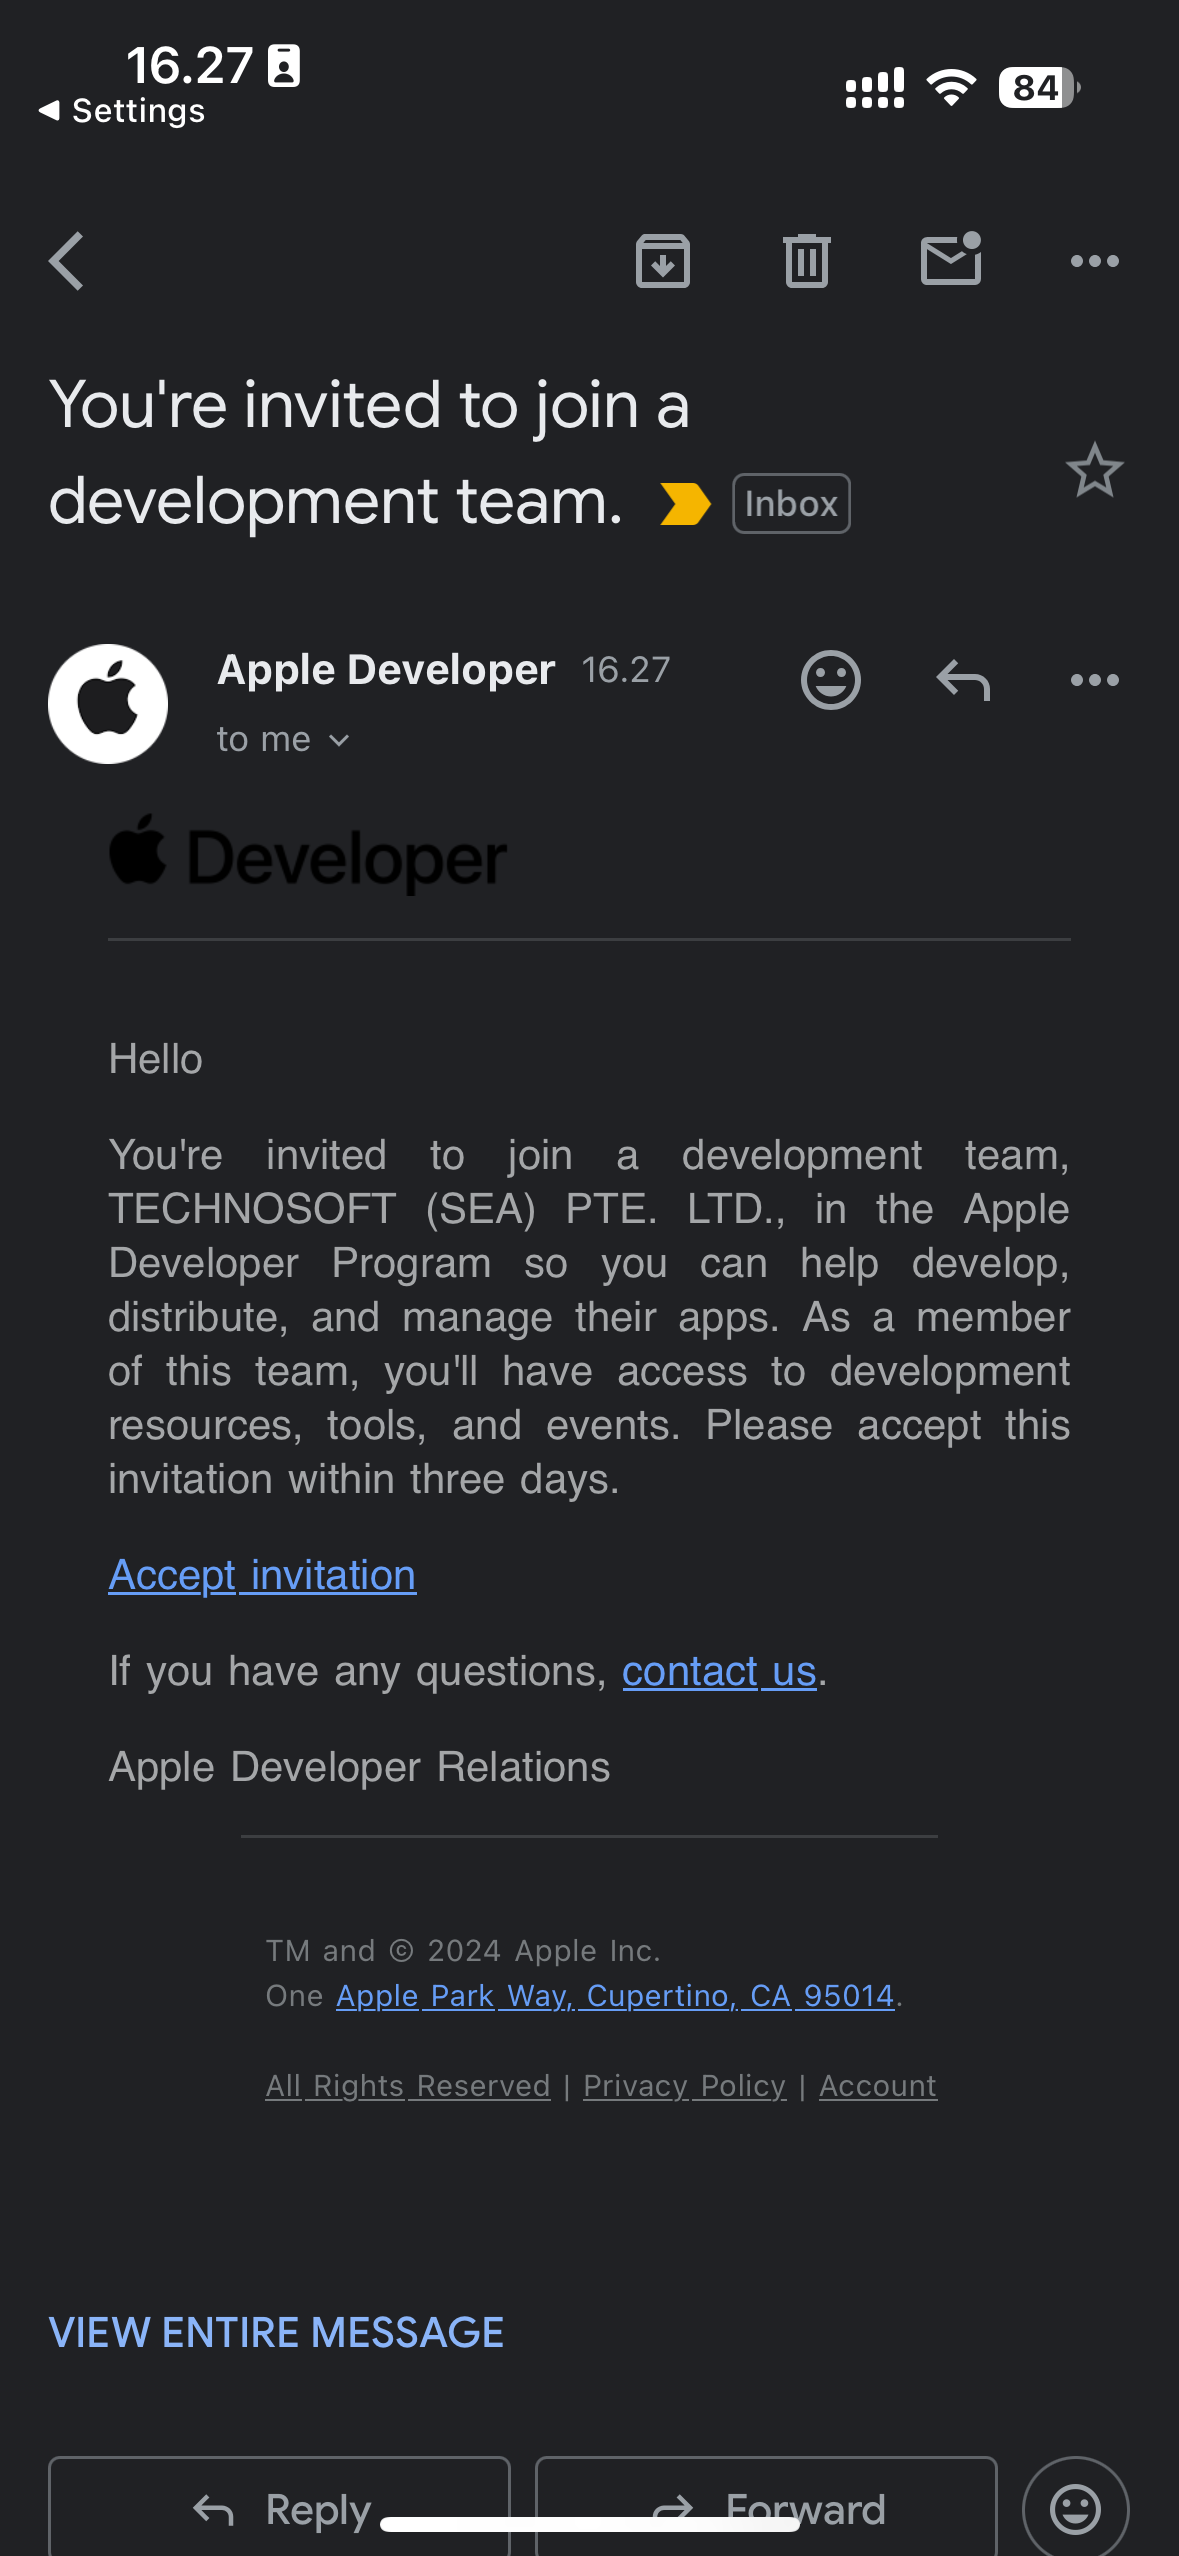 16.27
Settings
84
You're invited to join a
development team.
Inbox
Apple Developer 16.27
to me
Developer
Hello
You're invited to join a development team,
TECHNOSOFT (SEA) PTE. LTD., in the Apple
Developer Program so you can help develop,
distribute, and manage their apps. As a member
of this team, you'll have access to development
resources, tools, and events. Please accept this
invitation within three days.
Accept invitation
If you have any questions, contact us.
Apple Developer Relations
TM and © 2024 Apple Inc.
One Apple Park Way, Cupertino, CA 95014.
All Rights Reserved | Privacy Policy | Account
VIEW ENTIRE MESSAGE
Reply
Forward